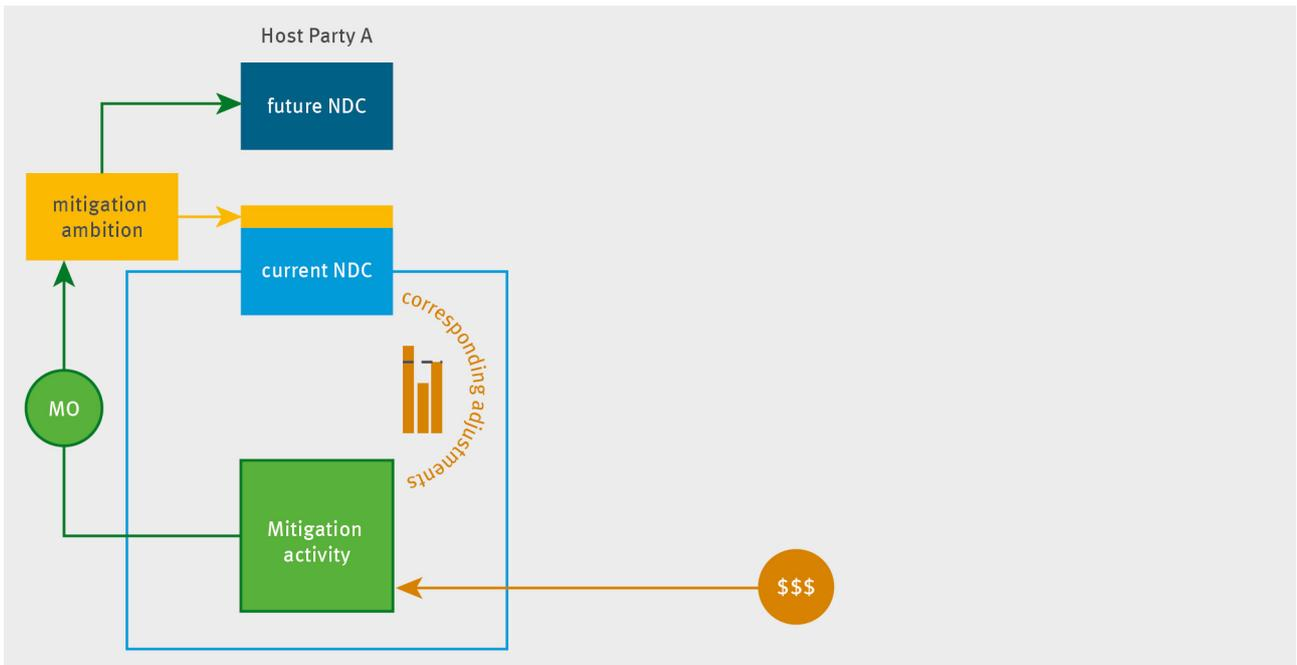 Host Party A
future NDC
mitigation
ambition
current NDC
corresponding adjustments
MO
Mitigation
activity
$$$